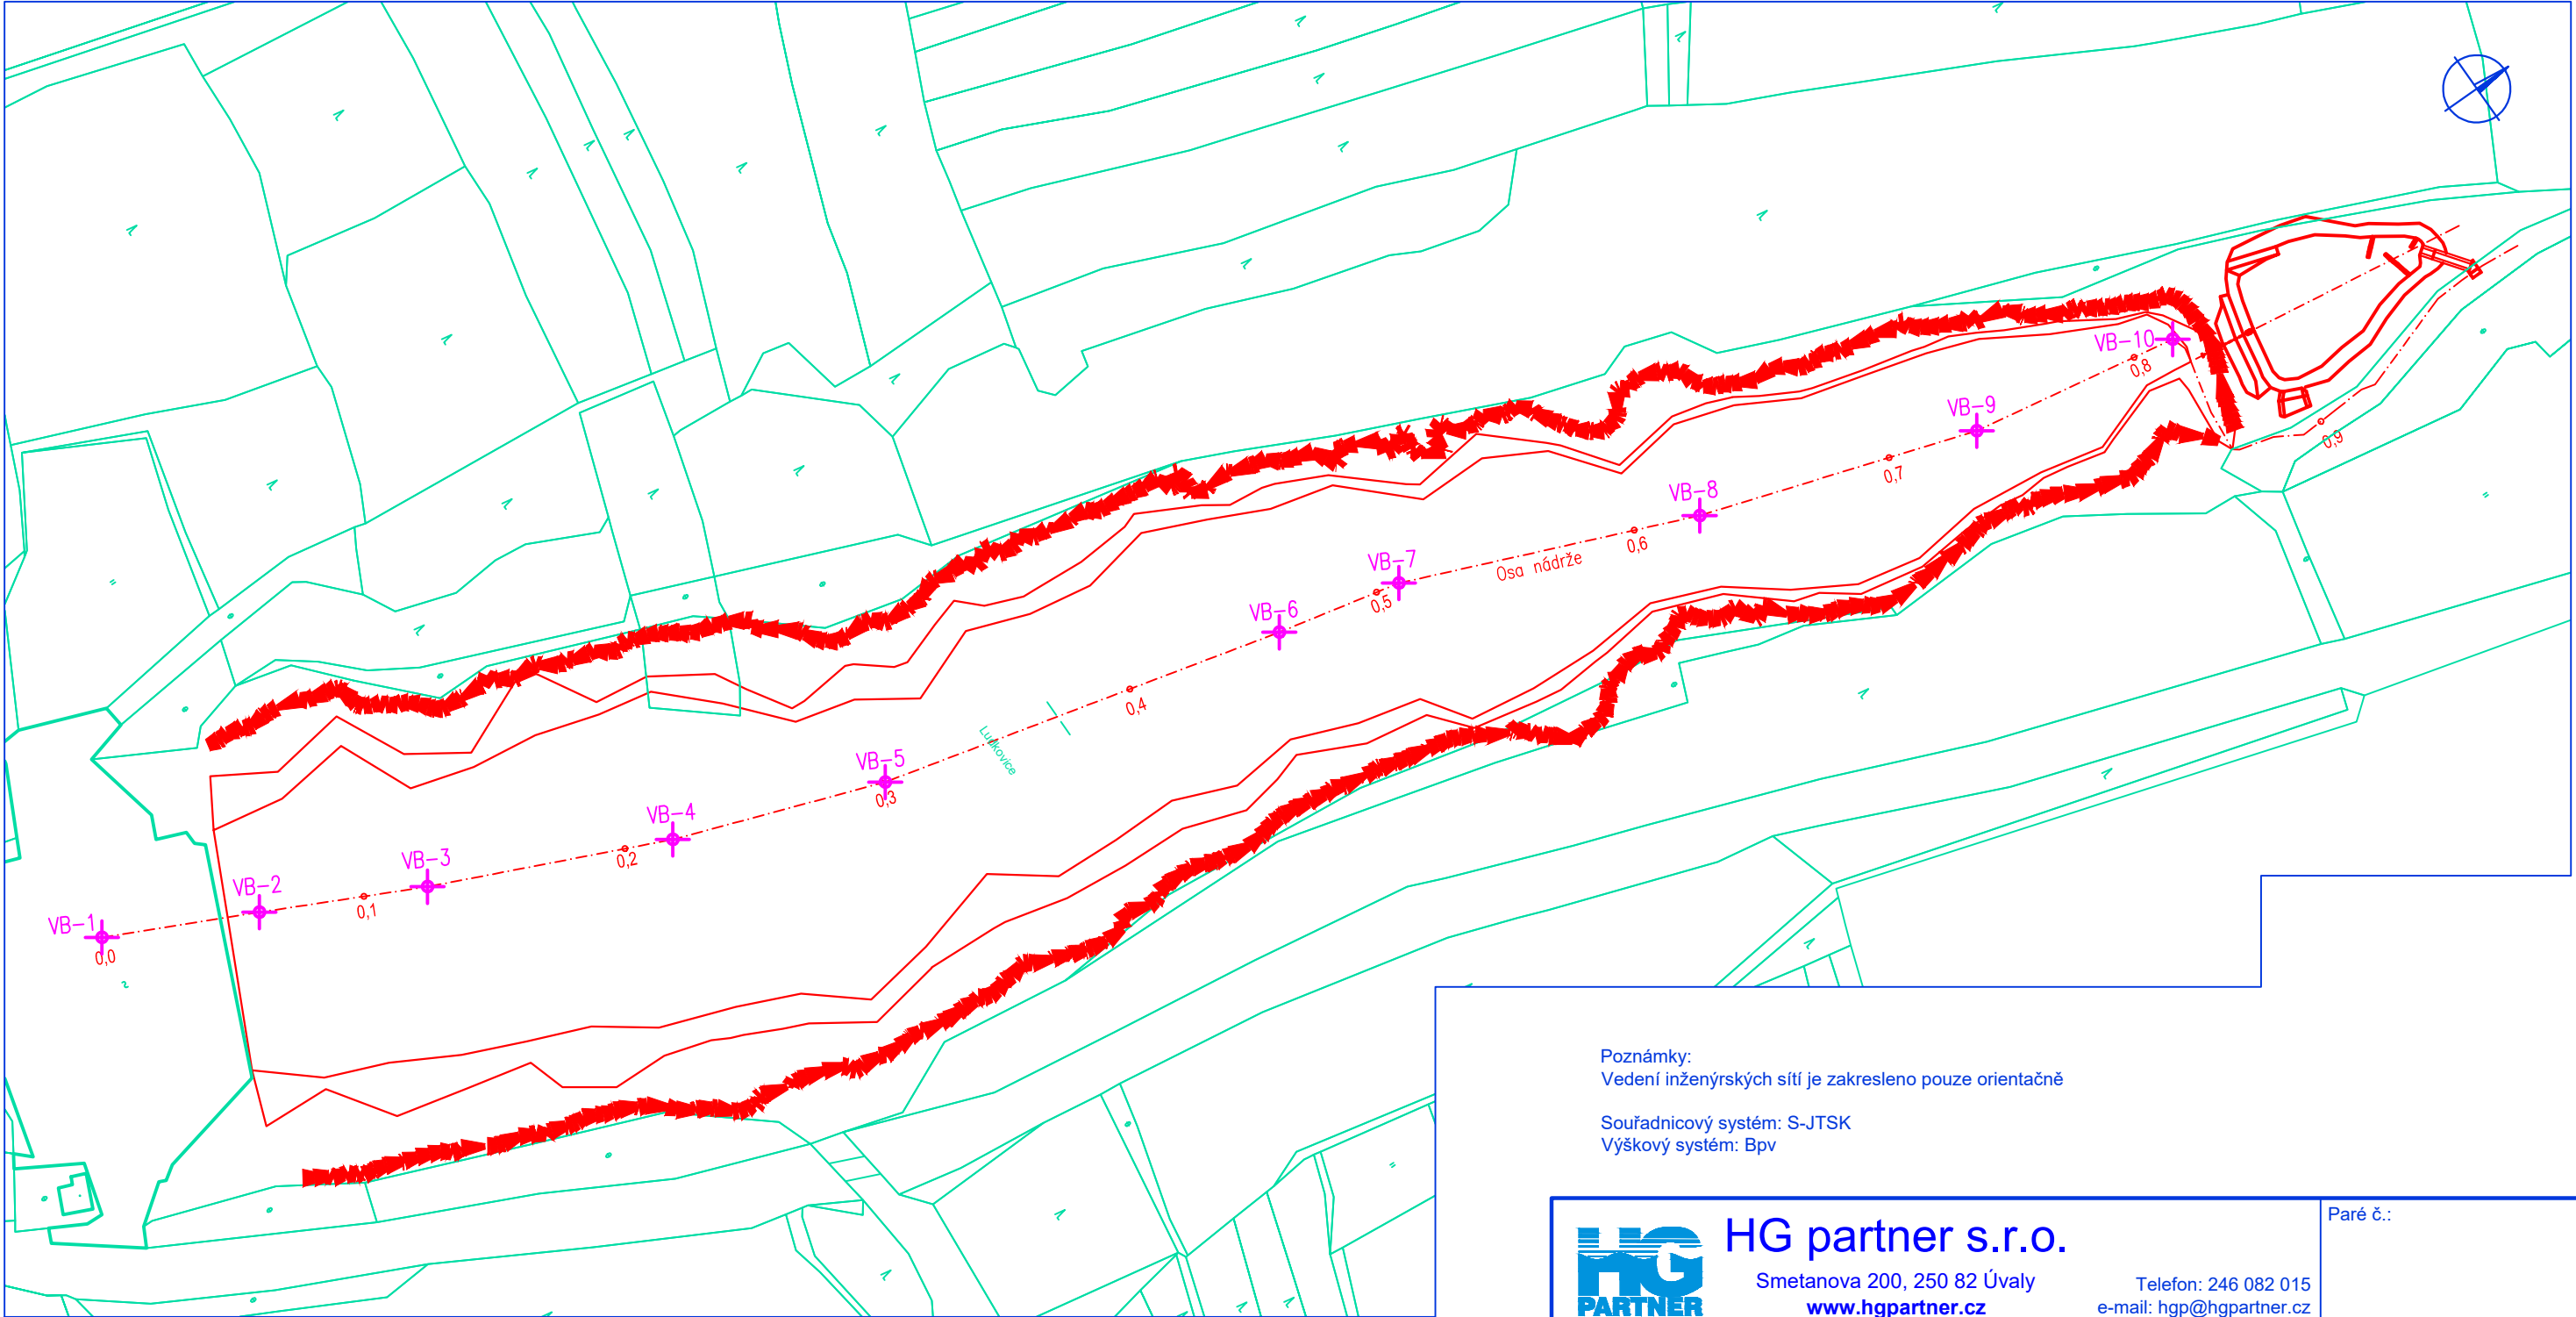 VB-10
0,8
VB-9
0,9
0,7
VB-8
0,6
Osa nádrže
VB-7
0,5
VB-6
0,4
Ludkovice
VB-5
0,3
VB-4
0,2
VB-3
VB-2
0,1
VB-1
0,0
Poznámky:
Vedení inženýrských sítí je zakresleno pouze orientačně
Souřadnicový systém: S-JTSK
Výškový systém: Bpv
HG
PARTNER
HG partner s.r.o.
Smetanova 200, 250 82 Úvaly
www.hgpartner.cz
Telefon: 246 082 015
e-mail: hgp@hgpartner.cz
Paré č.: